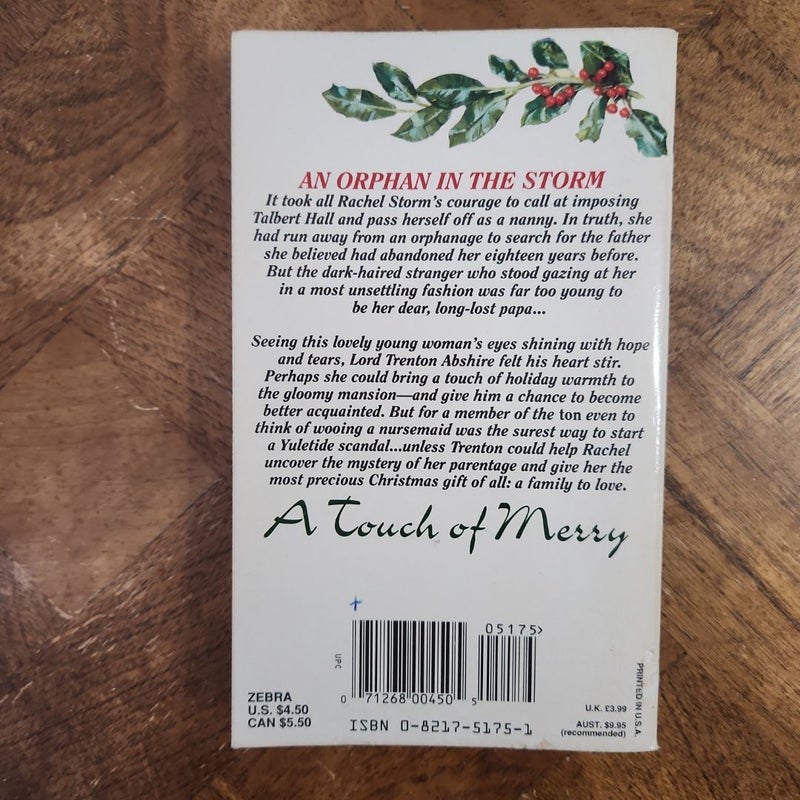 AN ORPHAN IN THE STORM
It took all Rachel Storm's courage to call at imposing
Talbert Hall and pass herself off as a nanny. In truth, she
had run away from an orphanage to search for the father
she believed had abandoned her eighteen years before.
But the dark-haired stranger who stood gazing at her
in a most unsettling fashion was far too young to
be her dear, long-lost papa...
Seeing this lovely young woman's eyes shining with hope
and tears, Lord Trenton Abshire felt his heart stir.
Perhaps she could bring a touch of holiday warmth to
the gloomy mansion—and give him a chance to become
better acquainted. But for a member of the ton even to
think of wooing a nursemaid was the surest way to start
a Yuletide scandal...unless Trenton could help Rachel
uncover the mystery of her parentage and give her the
most precious Christmas gift of all: a family to love.
A Touch of Merry
05175>
UPC
0 71268 00450 5
ZEBRA
U.S. $4.50
CAN $5.50
ISBN 0-8217-5175-1
U.K. £3.99
AUST. $9.95
(recommended)
PRINTED IN U.S.A.